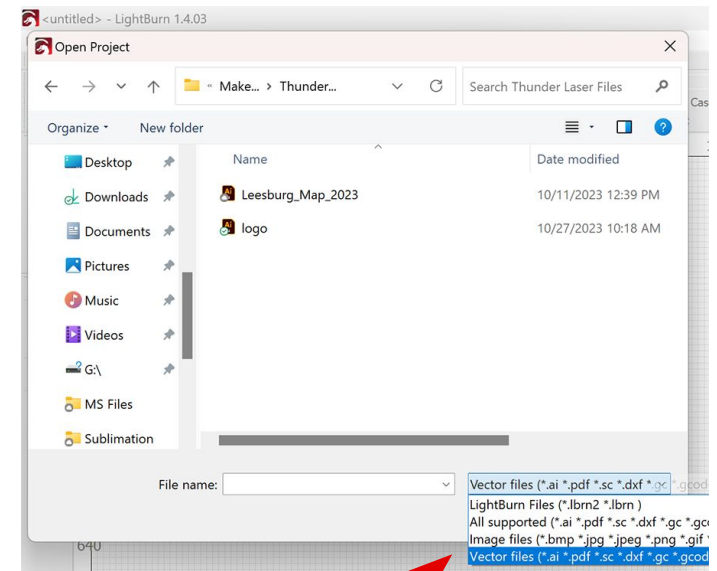 <untitled> - LightBurn 1.4.03
Open Project
Make... > Thunder...
Search Thunder Laser Files
Cas
Organize
New folder
Name
Date modified
Desktop
Downloads
Documents
Pictures
Music
Videos
G:\
MS Files
Sublimation
Leesburg_Map_2023
10/11/2023 12:39 PM
logo
10/27/2023 10:18 AM
File name:
Vector files (*.ai *.pdf *.sc *.dxf *.gc *.gcod
LightBurn Files (*.lbrn2 *.lbrn )
All supported (*.ai *.pdf *.sc *.dxf *.gc *.gco
Image files (*.bmp *.jpg *.jpeg *.png *.gif *
Vector files (*.ai *.pdf *.sc *.dxf *.gc *.gcod
640